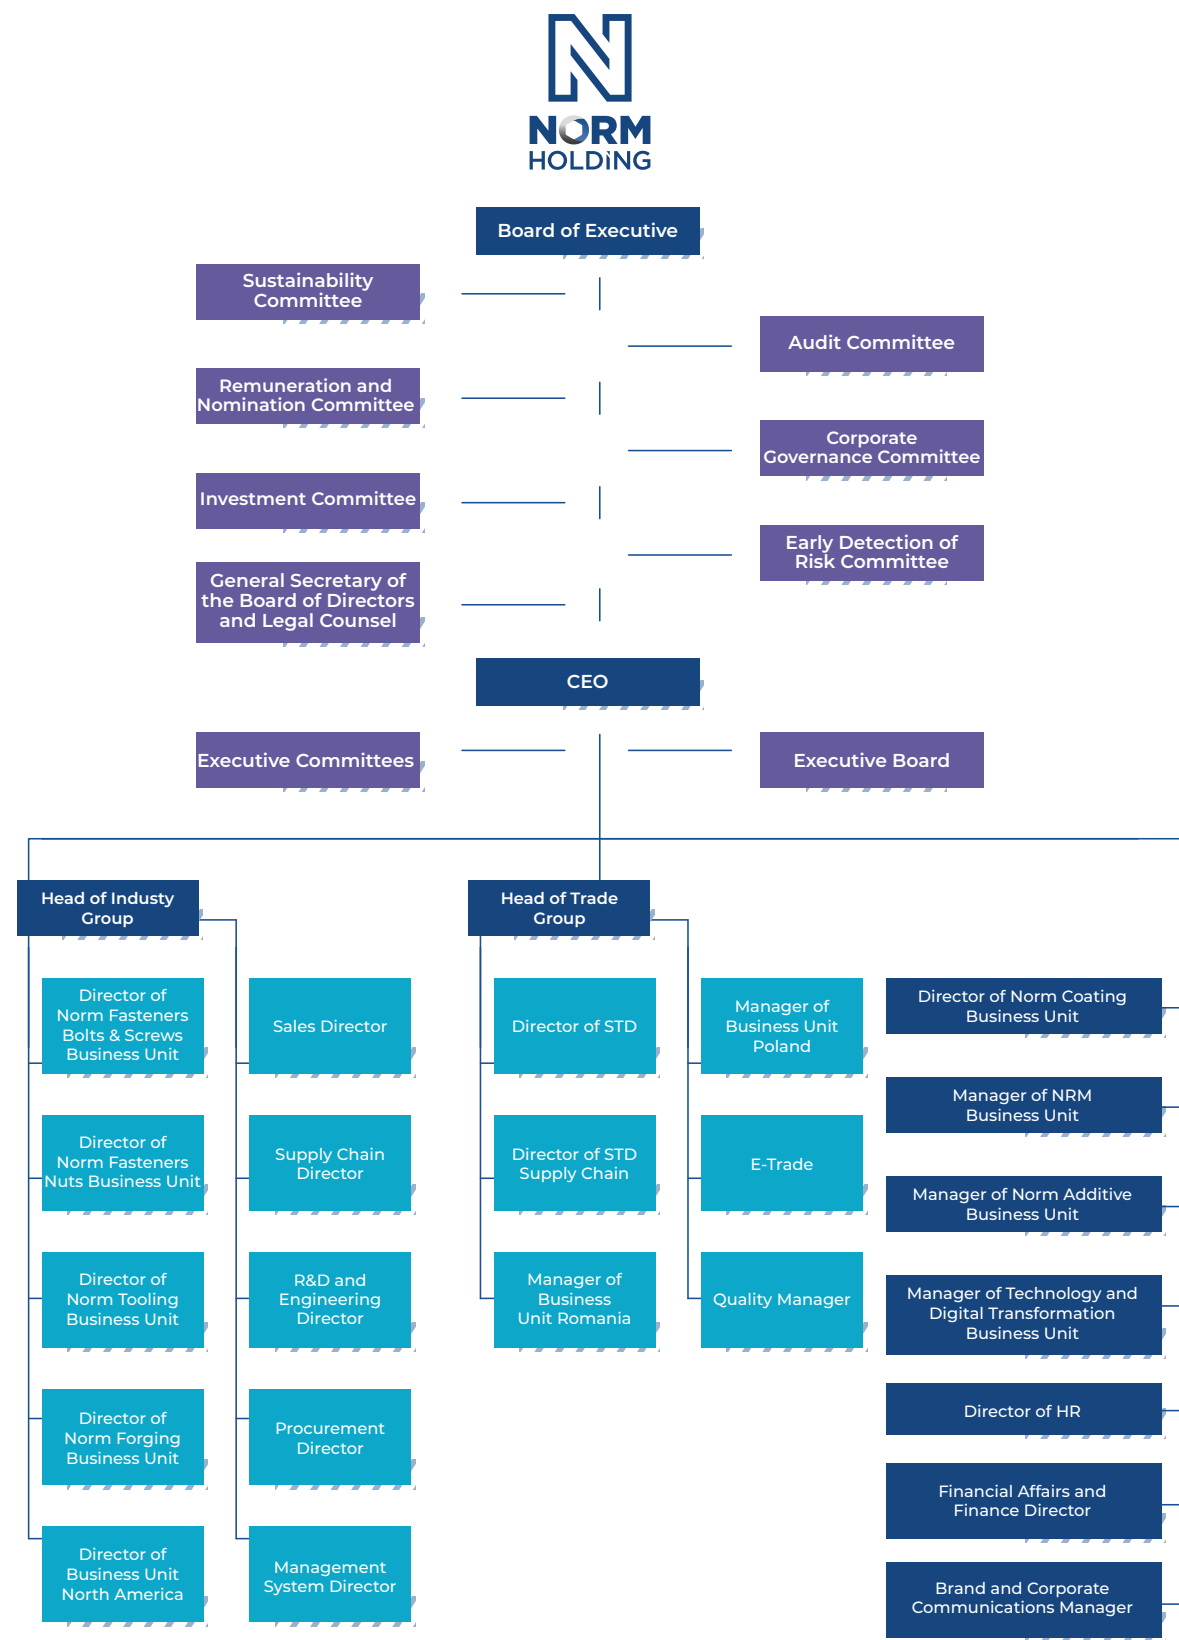 NORM
HOLDiNG
Board of Executive
Sustainability
Committee
Audit Committee
Remuneration and
Nomination Committee
Corporate
Governance Committee
Investment Committee
Early Detection of
Risk Committee
General Secretary of
the Board of Directors
and Legal Counsel
CEO
Executive Committees
Executive Board
Head of Industy
Group
Director of
Norm Fasteners
Bolts & Screws
Business Unit
Director of
Norm Fasteners
Nuts Business Unit
Director of
Norm Tooling
Business Unit
Director of
Norm Forging
Business Unit
Director of
Business Unit
North America
Sales Director
Supply Chain
Director
R&D and
Engineering
Director
Procurement
Director
Management
System Director
Head of Trade
Group
Director of STD
Director of STD
Supply Chain
Manager of
Business
Unit Romania
Manager of
Business Unit
Poland
E-Trade
Quality Manager
Director of Norm Coating
Business Unit
Manager of NRM
Business Unit
Manager of Norm Additive
Business Unit
Manager of Technology and
Digital Transformation
Business Unit
Director of HR
Financial Affairs and
Finance Director
Brand and Corporate
Communications Manager